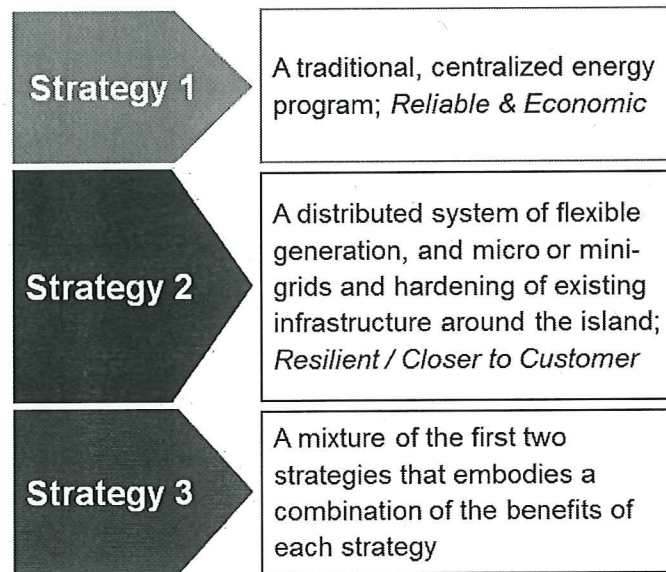 Strategy 1
A traditional, centralized energy
program; Reliable & Economic
Strategy 2
A distributed system of flexible
generation, and micro or mini-
grids and hardening of existing
infrastructure around the island;
Resilient / Closer to Customer
Strategy 3
A mixture of the first two
strategies that embodies a
combination of the benefits of
each strategy